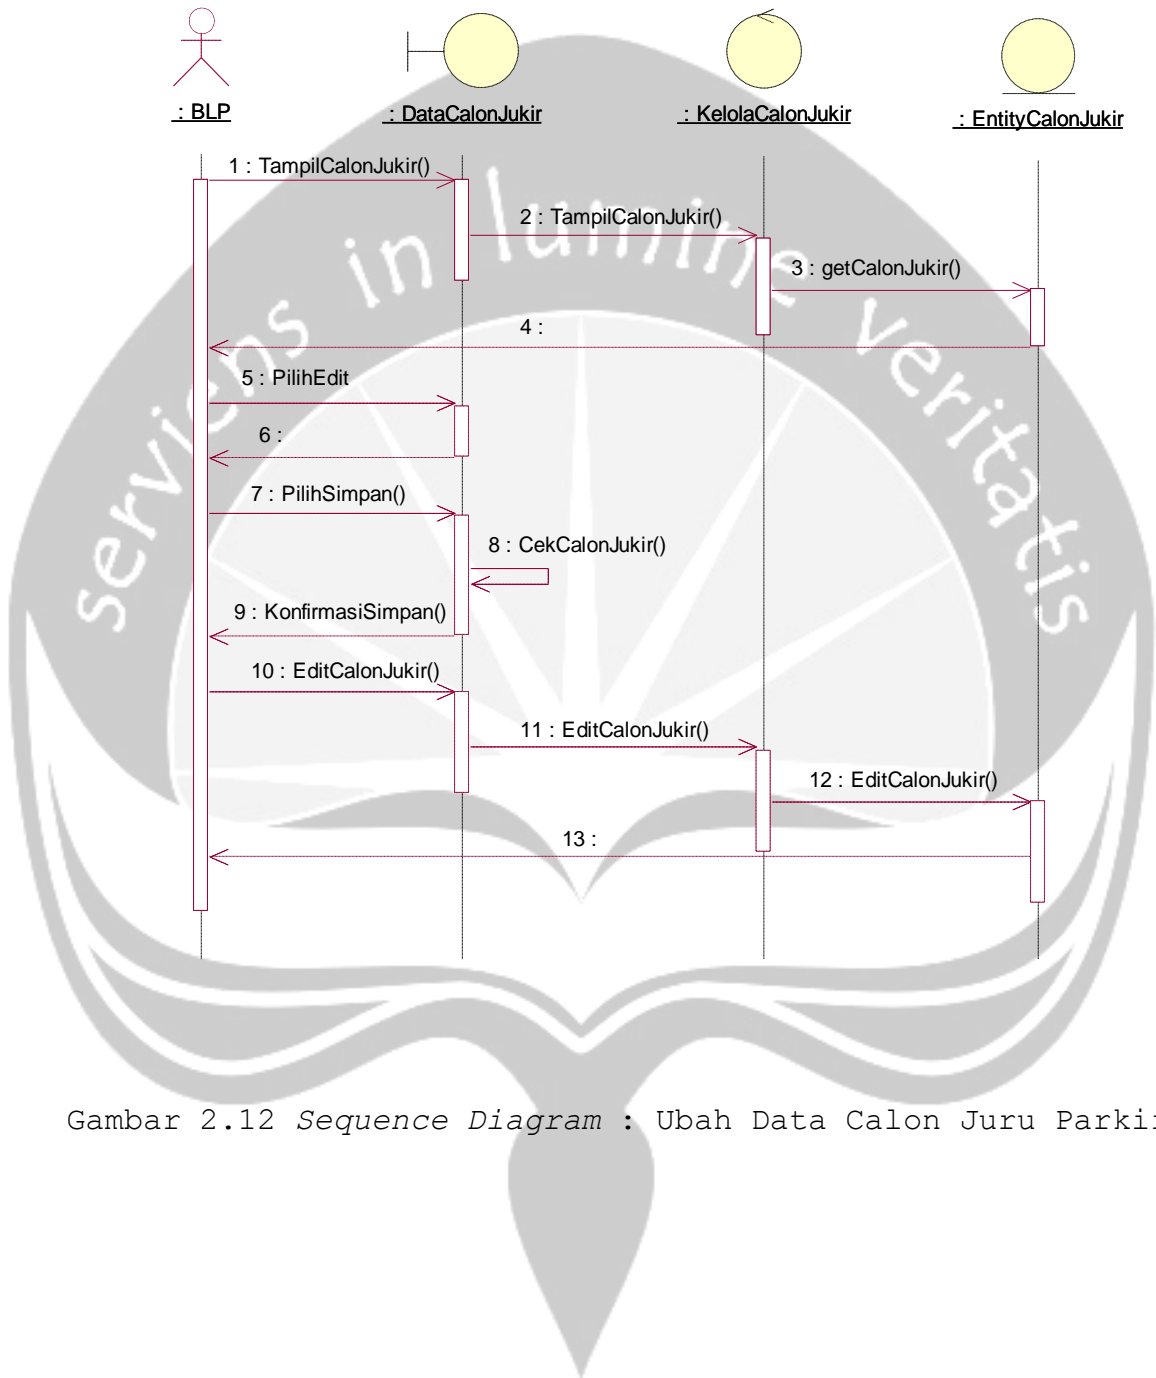 : BLP
: DataCalonJukir
: KelolaCalonJukir
: EntityCalonJukir
1 : TampilCalonJukir()
2 : TampilCalonJukir()
3 : getCalonJukir()
4 :
5 : PilihEdit
6 :
7 : PilihSimpan()
8 : CekCalonJukir()
9 : KonfirmasiSimpan()
10 : EditCalonJukir()
11 : EditCalonJukir()
12 : EditCalonJukir()
13 :
serviens in lumine veritatis
Gambar 2.12 Sequence Diagram : Ubah Data Calon Juru Parkir